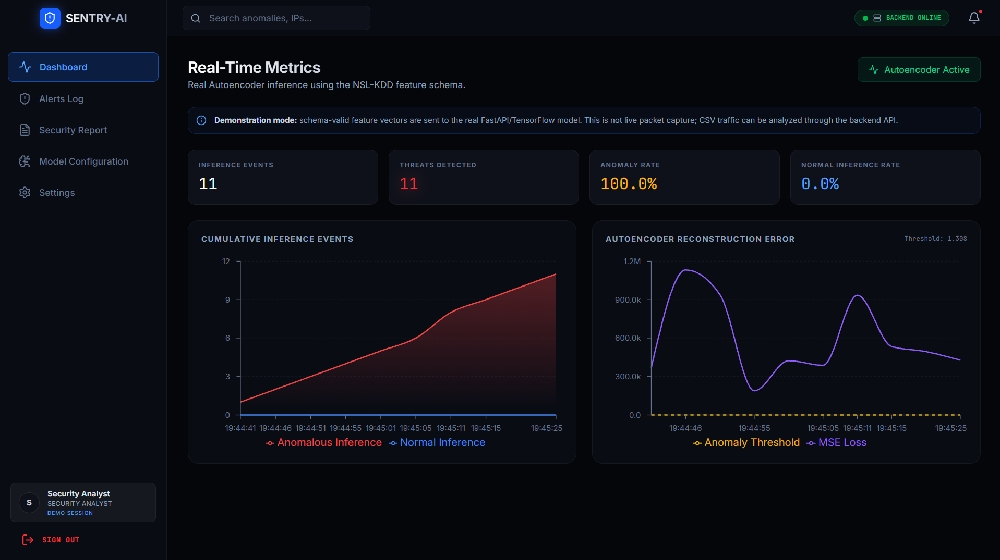 SENTRY-AI
Search anomalies, IPs...
BACKEND ONLINE
Dashboard
Alerts Log
Security Report
Model Configuration
Settings
Real-Time Metrics
Real Autoencoder inference using the NSL-KDD feature schema.
Autoencoder Active
Demonstration mode: schema-valid feature vectors are sent to the real FastAPI/TensorFlow model. This is not live packet capture; CSV traffic can be analyzed through the backend API.
INFERENCE EVENTS
11
THREATS DETECTED
11
ANOMALY RATE
100.0%
NORMAL INFERENCE RATE
0.0%
CUMULATIVE INFERENCE EVENTS
12
9
6
3
0
19:44:41 19:44:46 19:44:51 19:44:55 19:45:01 19:45:05 19:45:11 19:45:15 19:45:25
Anomalous Inference Normal Inference
AUTOENCODER RECONSTRUCTION ERROR
Threshold: 1.308
1.2M
900.0k
600.0k
300.0k
0.0
19:44:46 19:44:55 19:45:05 19:45:11 19:45:15 19:45:25
Anomaly Threshold MSE Loss
S
Security Analyst
SECURITY ANALYST
DEMO SESSION
SIGN OUT